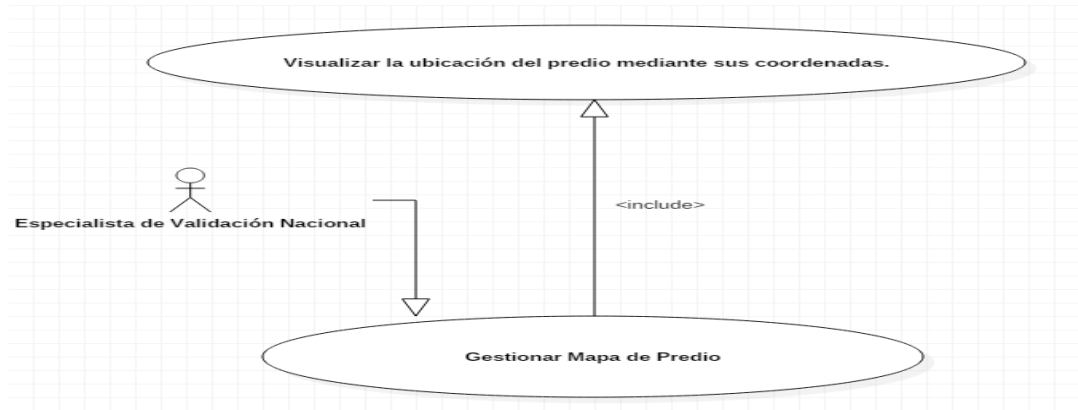 Visualizar la ubicación del predio mediante sus coordenadas.
Especialista de Validación Nacional
<include>
Gestionar Mapa de Predio